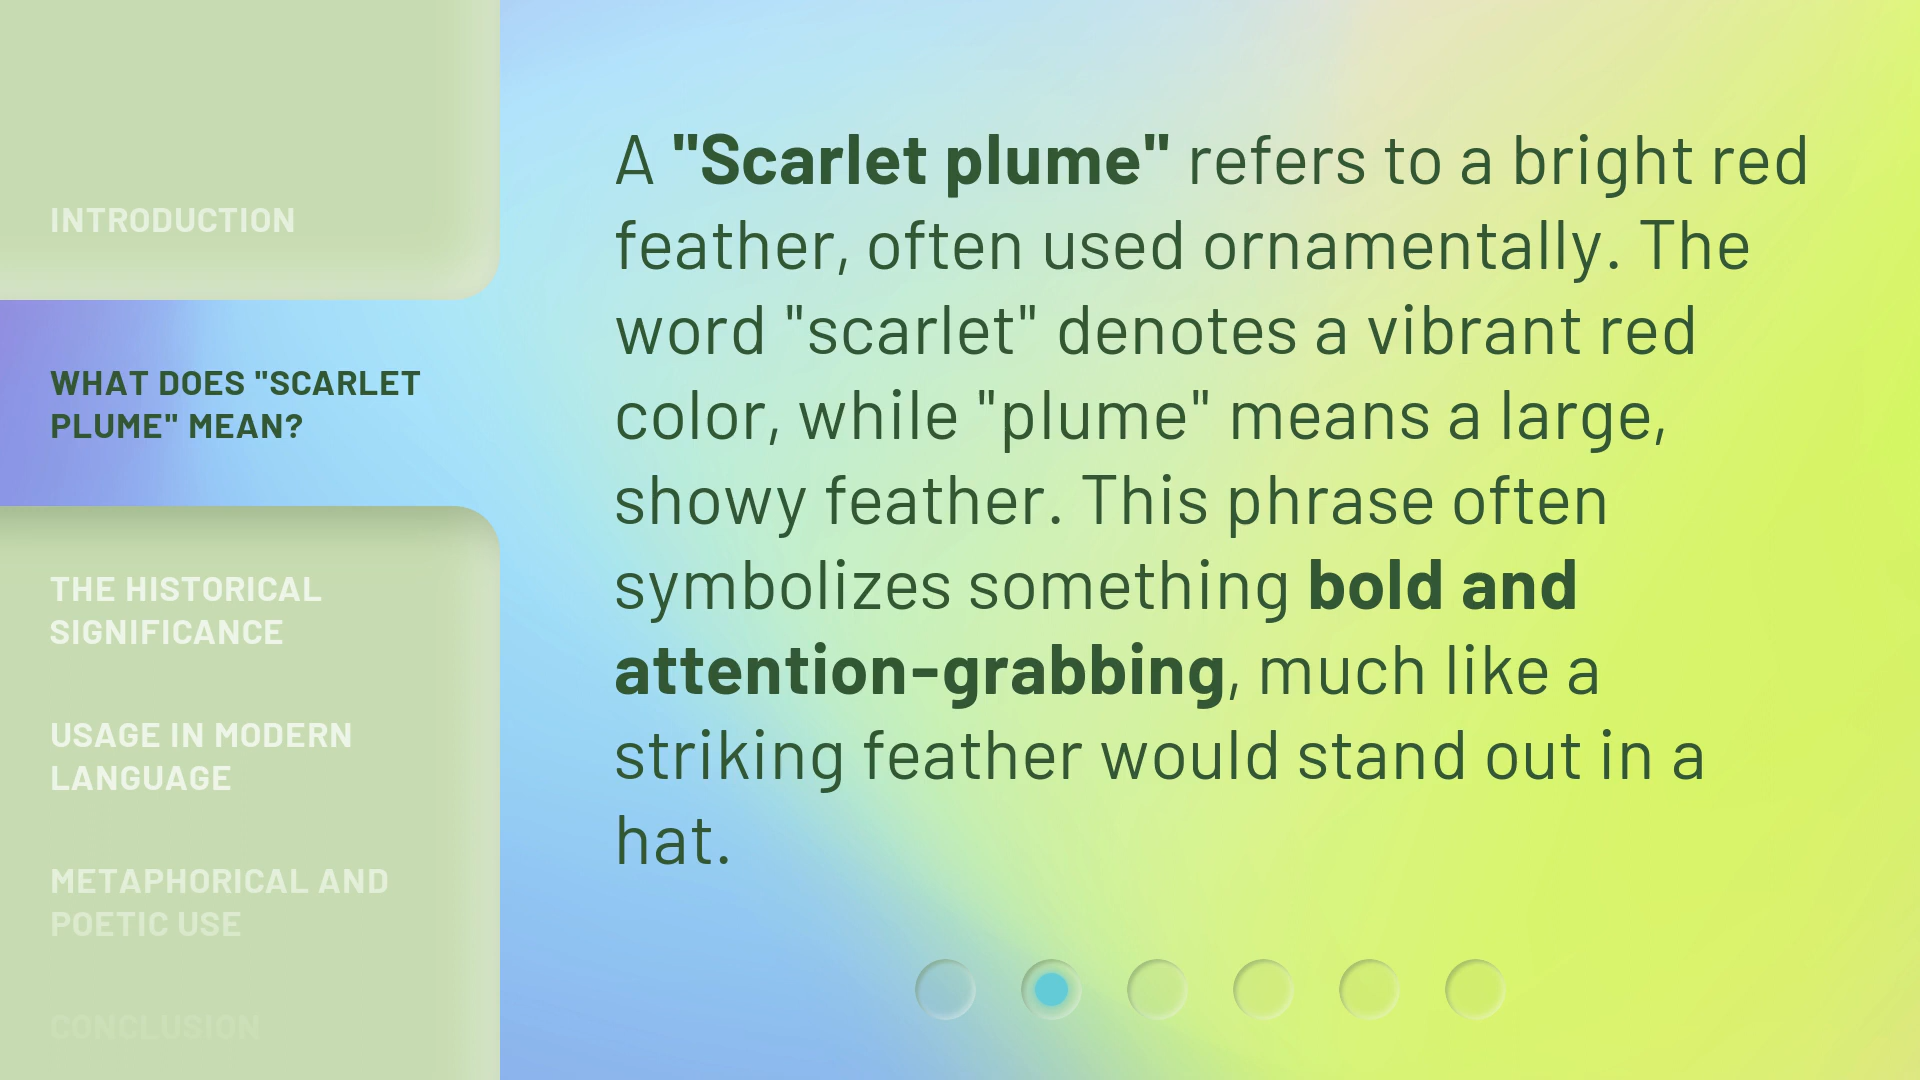 INTRODUCTION
WHAT DOES "SCARLET
PLUME" MEAN?
THE HISTORICAL
SIGNIFICANCE
USAGE IN MODERN
LANGUAGE
METAPHORICAL AND
POETIC USE
CONCLUSION
A "Scarlet plume" refers to a bright red
feather, often used ornamentally. The
word "scarlet" denotes a vibrant red
color, while "plume" means a large,
showy feather. This phrase often
symbolizes something bold and
attention-grabbing, much like a
striking feather would stand out in a
hat.